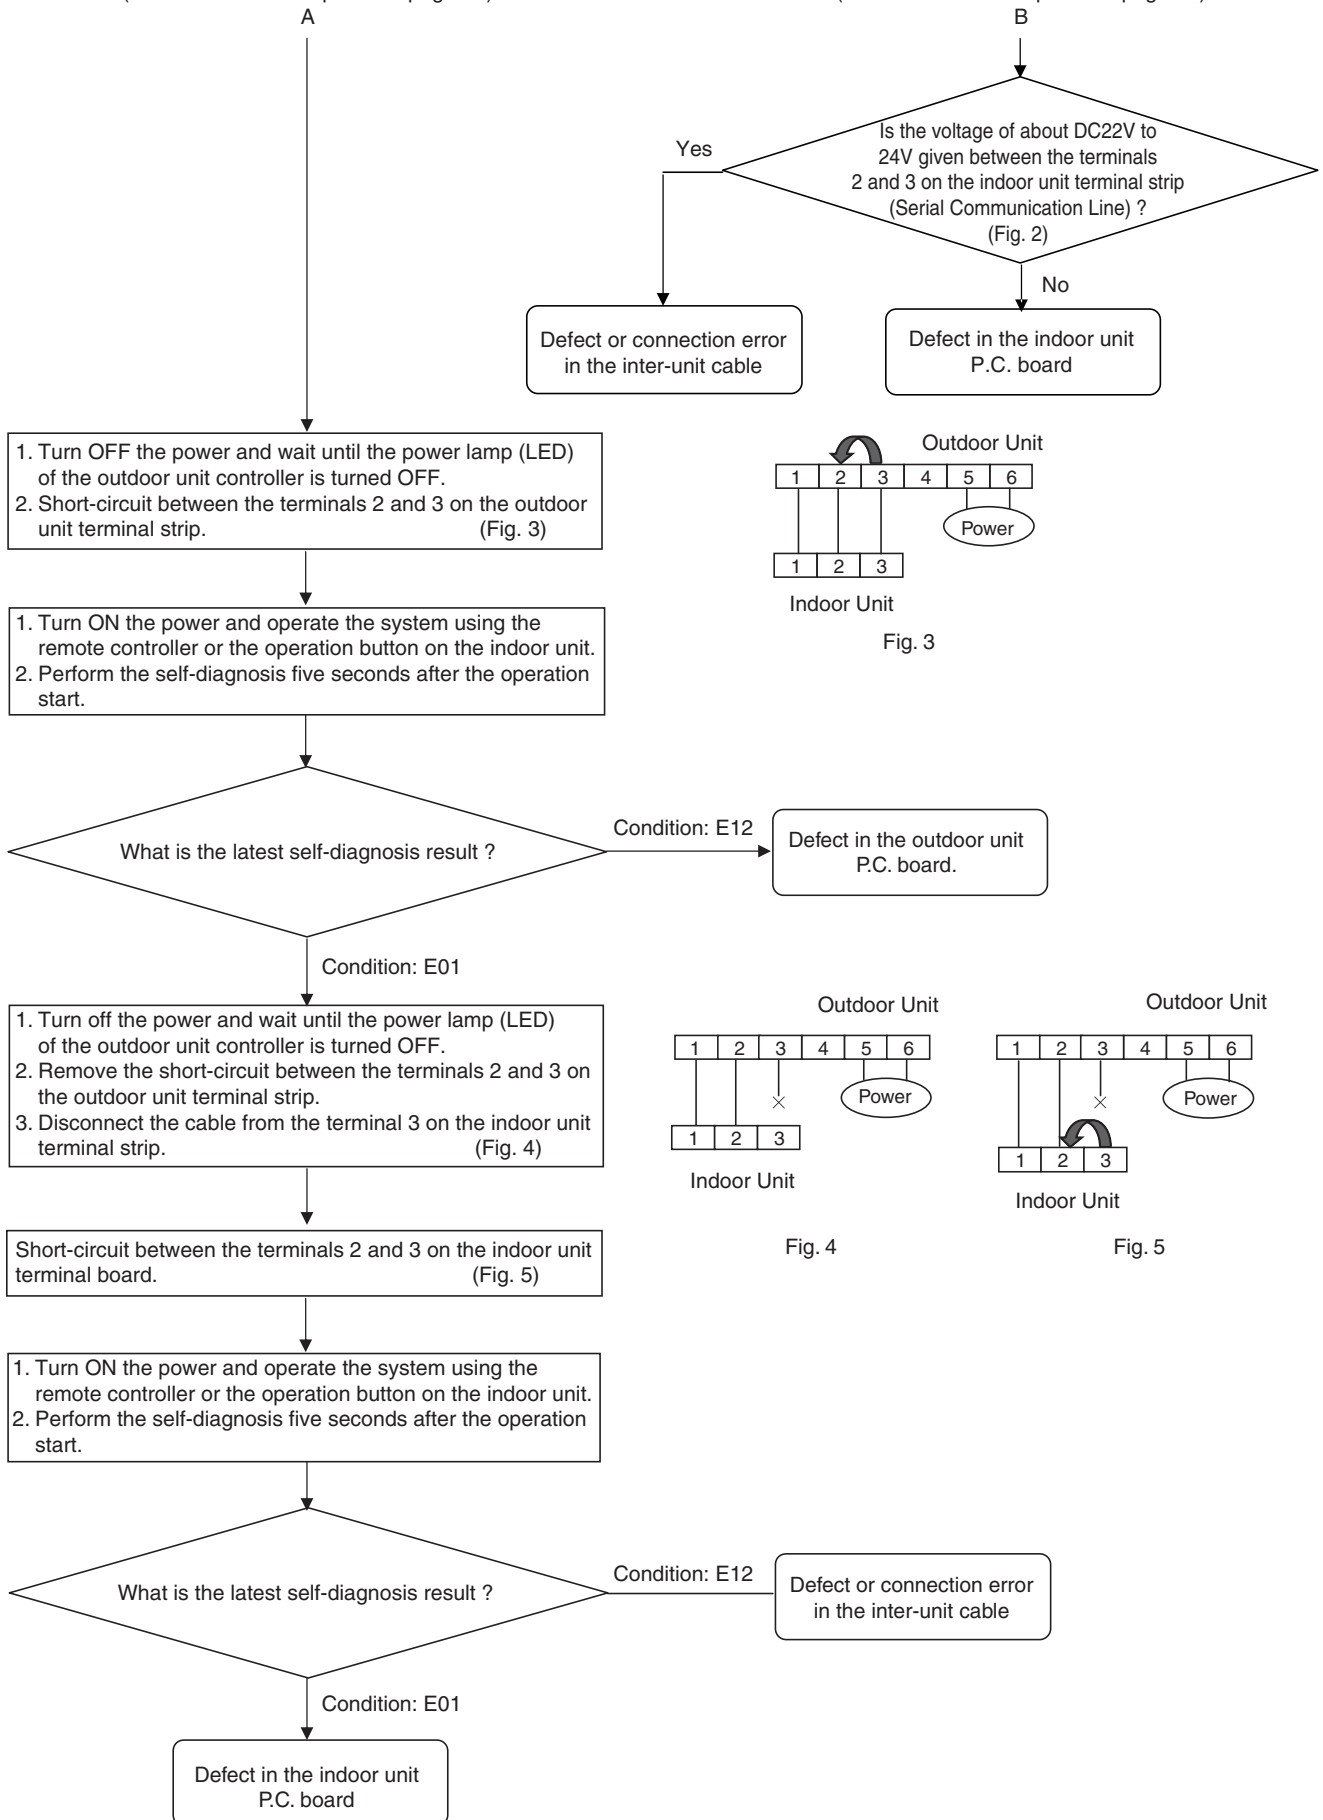 A
B
Is the voltage of about DC22V to
24V given between the terminals
2 and 3 on the indoor unit terminal strip
(Serial Communication Line) ?
(Fig. 2)
Yes
No
Defect or connection error
in the inter-unit cable
Defect in the indoor unit
P.C. board
1. Turn OFF the power and wait until the power lamp (LED)
of the outdoor unit controller is turned OFF.
2. Short-circuit between the terminals 2 and 3 on the outdoor
unit terminal strip. (Fig. 3)
Outdoor Unit
1 2 3 4 5 6
Power
1 2 3
Indoor Unit
Fig. 3
1. Turn ON the power and operate the system using the
remote controller or the operation button on the indoor unit.
2. Perform the self-diagnosis five seconds after the operation
start.
What is the latest self-diagnosis result ?
Condition: E12
Defect in the outdoor unit
P.C. board.
Condition: E01
1. Turn off the power and wait until the power lamp (LED)
of the outdoor unit controller is turned OFF.
2. Remove the short-circuit between the terminals 2 and 3 on
the outdoor unit terminal strip.
3. Disconnect the cable from the terminal 3 on the indoor unit
terminal strip. (Fig. 4)
Outdoor Unit
1 2 3 4 5 6
Power
1 2 3
Indoor Unit
Fig. 4
Outdoor Unit
1 2 3 4 5 6
Power
1 2 3
Indoor Unit
Fig. 5
Short-circuit between the terminals 2 and 3 on the indoor unit
terminal board. (Fig. 5)
1. Turn ON the power and operate the system using the
remote controller or the operation button on the indoor unit.
2. Perform the self-diagnosis five seconds after the operation
start.
What is the latest self-diagnosis result ?
Condition: E12
Defect or connection error
in the inter-unit cable
Condition: E01
Defect in the indoor unit
P.C. board